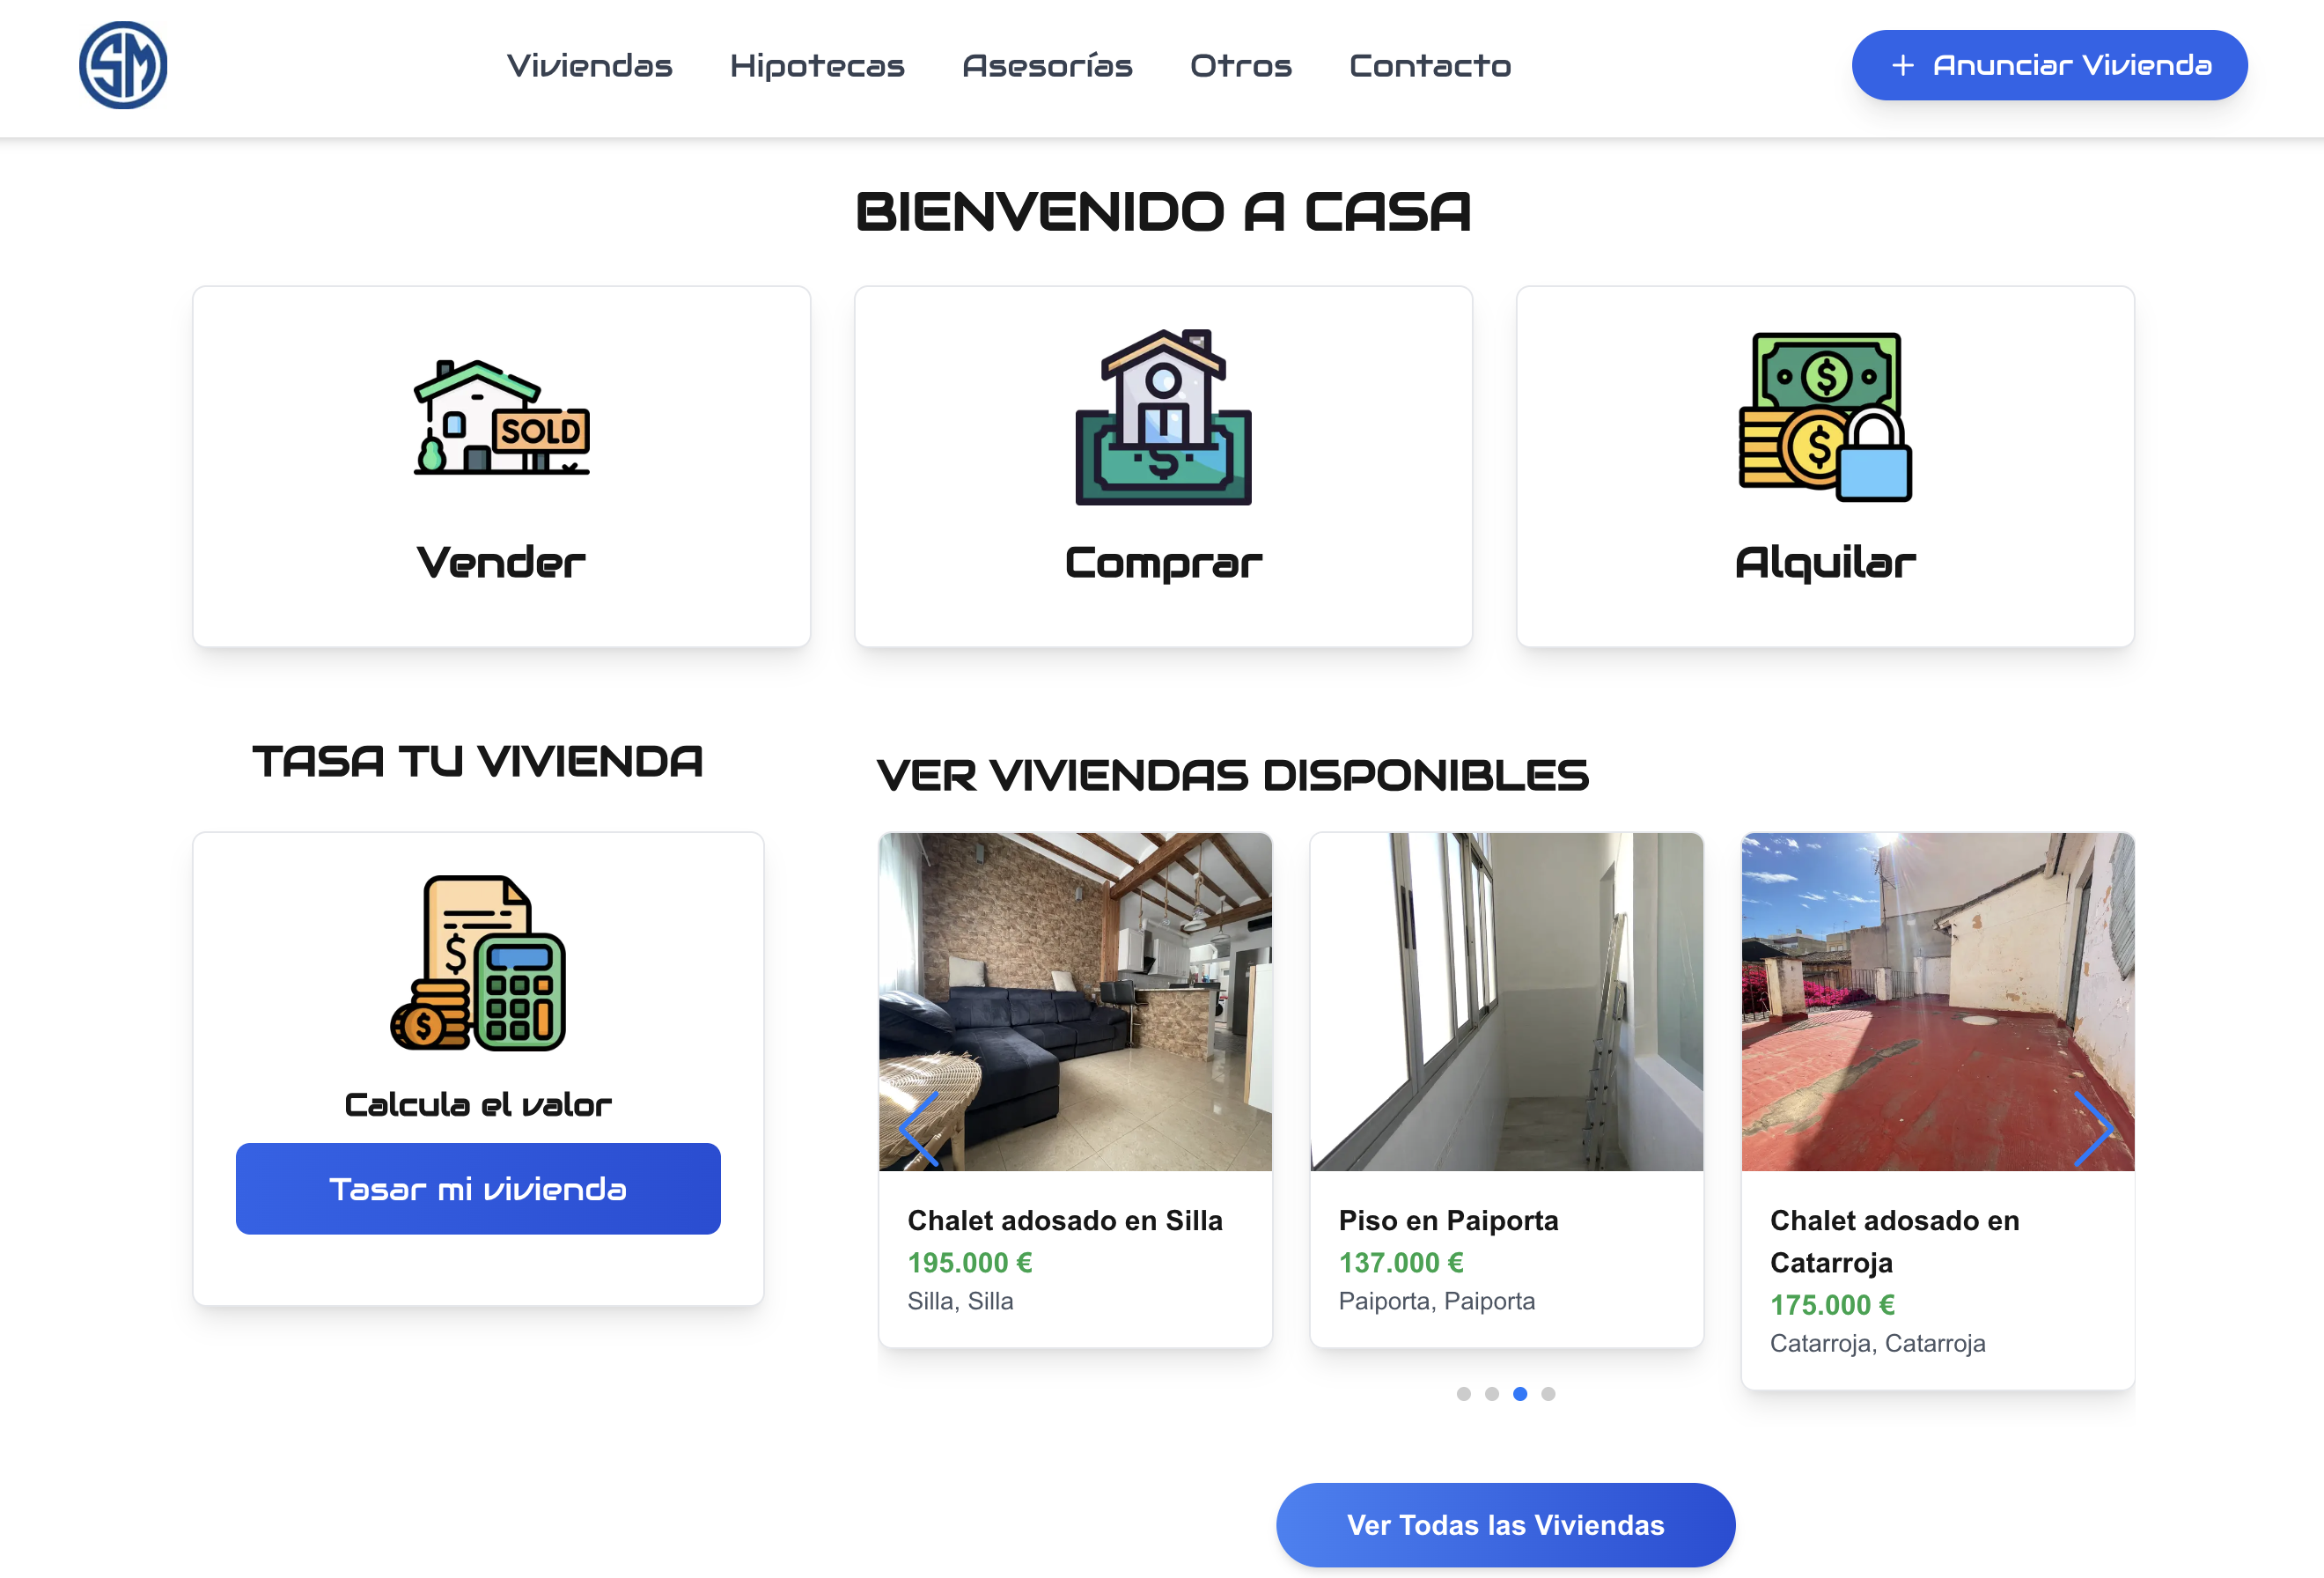 SM
Viviendas
Hipotecas
Asesorías
Otros
Contacto
+ Anunciar Vivienda
BIENVENIDO A CASA
SOLD
Vender
$
Comprar
$
$
Alquilar
TASA TU VIVIENDA
$
$
Calcula el valor
Tasar mi vivienda
VER VIVIENDAS DISPONIBLES
Chalet adosado en Silla
195.000 €
Silla, Silla
Piso en Paiporta
137.000 €
Paiporta, Paiporta
Chalet adosado en
Catarroja
175.000 €
Catarroja, Catarroja
Ver Todas las Viviendas